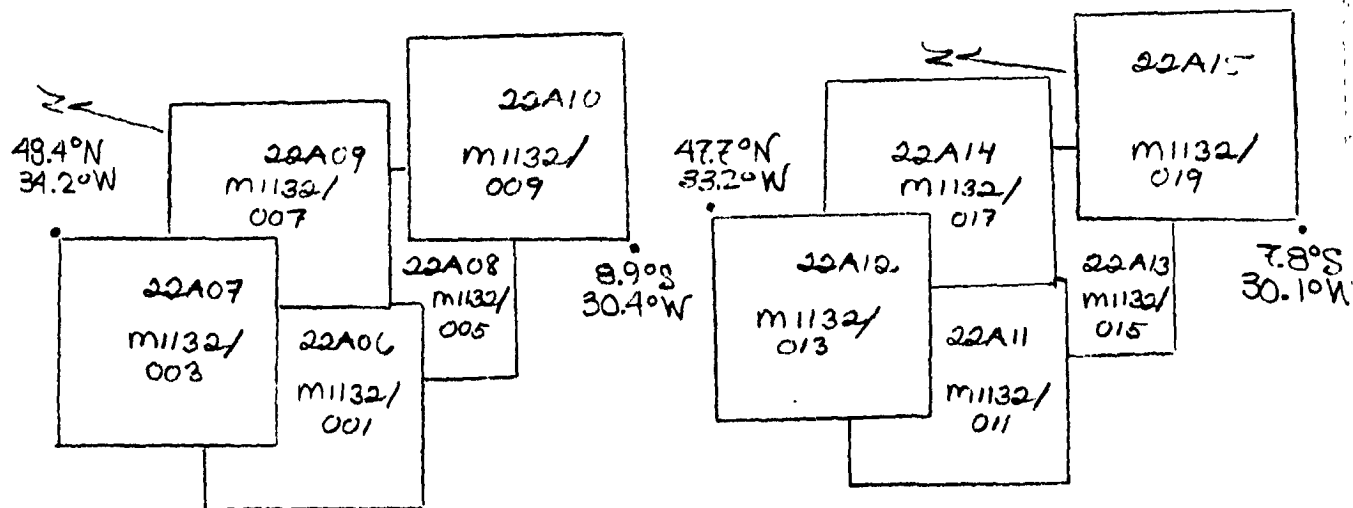 N
48.4°N
34.2°W
22A09
M1132/
007
22A10
M1132/
009
22A07
M1132/
003
22A06
M1132/
001
22A08
M1132/
005
8.9°S
30.4°W
N
47.7°N
33.2°W
22A14
M1132/
017
22A15
M1132/
019
22A12
M1132/
013
22A11
M1132/
011
22A13
M1132/
015
7.8°S
30.1°W